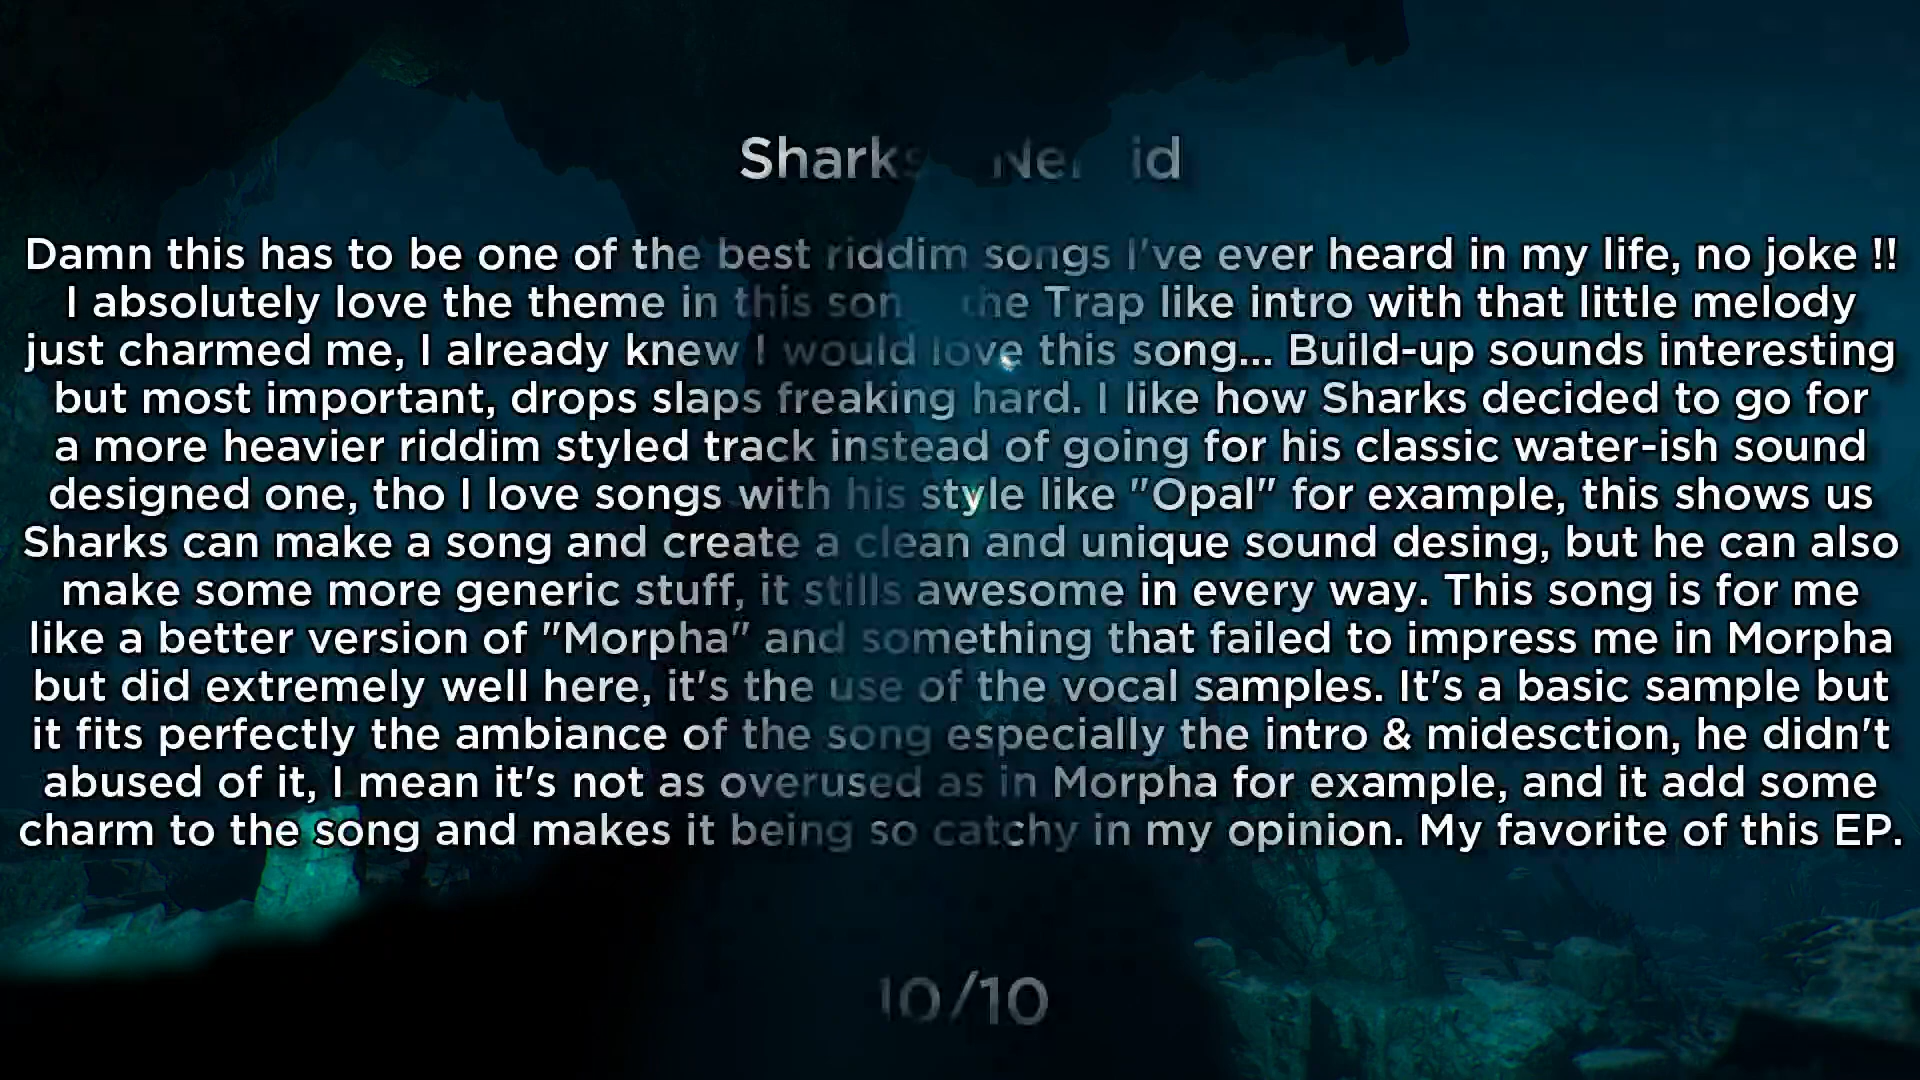 Sharks
Damn this has to be one of the best riddim songs I've ever heard in my life, no joke !!
I absolutely love the theme in this son the Trap like intro with that little melody
just charmed me, I already knew I would love this song... Build-up sounds interesting
but most important, drops slaps freaking hard. I like how Sharks decided to go for
a more heavier riddim styled track instead of going for his classic water-ish sound
designed one, tho I love songs with his style like "Opal" for example, this shows us
Sharks can make a song and create a clean and unique sound desing, but he can also
make some more generic stuff, it stills awesome in every way. This song is for me
like a better version of "Morpha" and something that failed to impress me in Morpha
but did extremely well here, it's the use of the vocal samples. It's a basic sample but
it fits perfectly the ambiance of the song especially the intro & midesction, he didn't
abused of it, I mean it's not as overused as in Morpha for example, and it add some
charm to the song and makes it being so catchy in my opinion. My favorite of this EP.
10/10